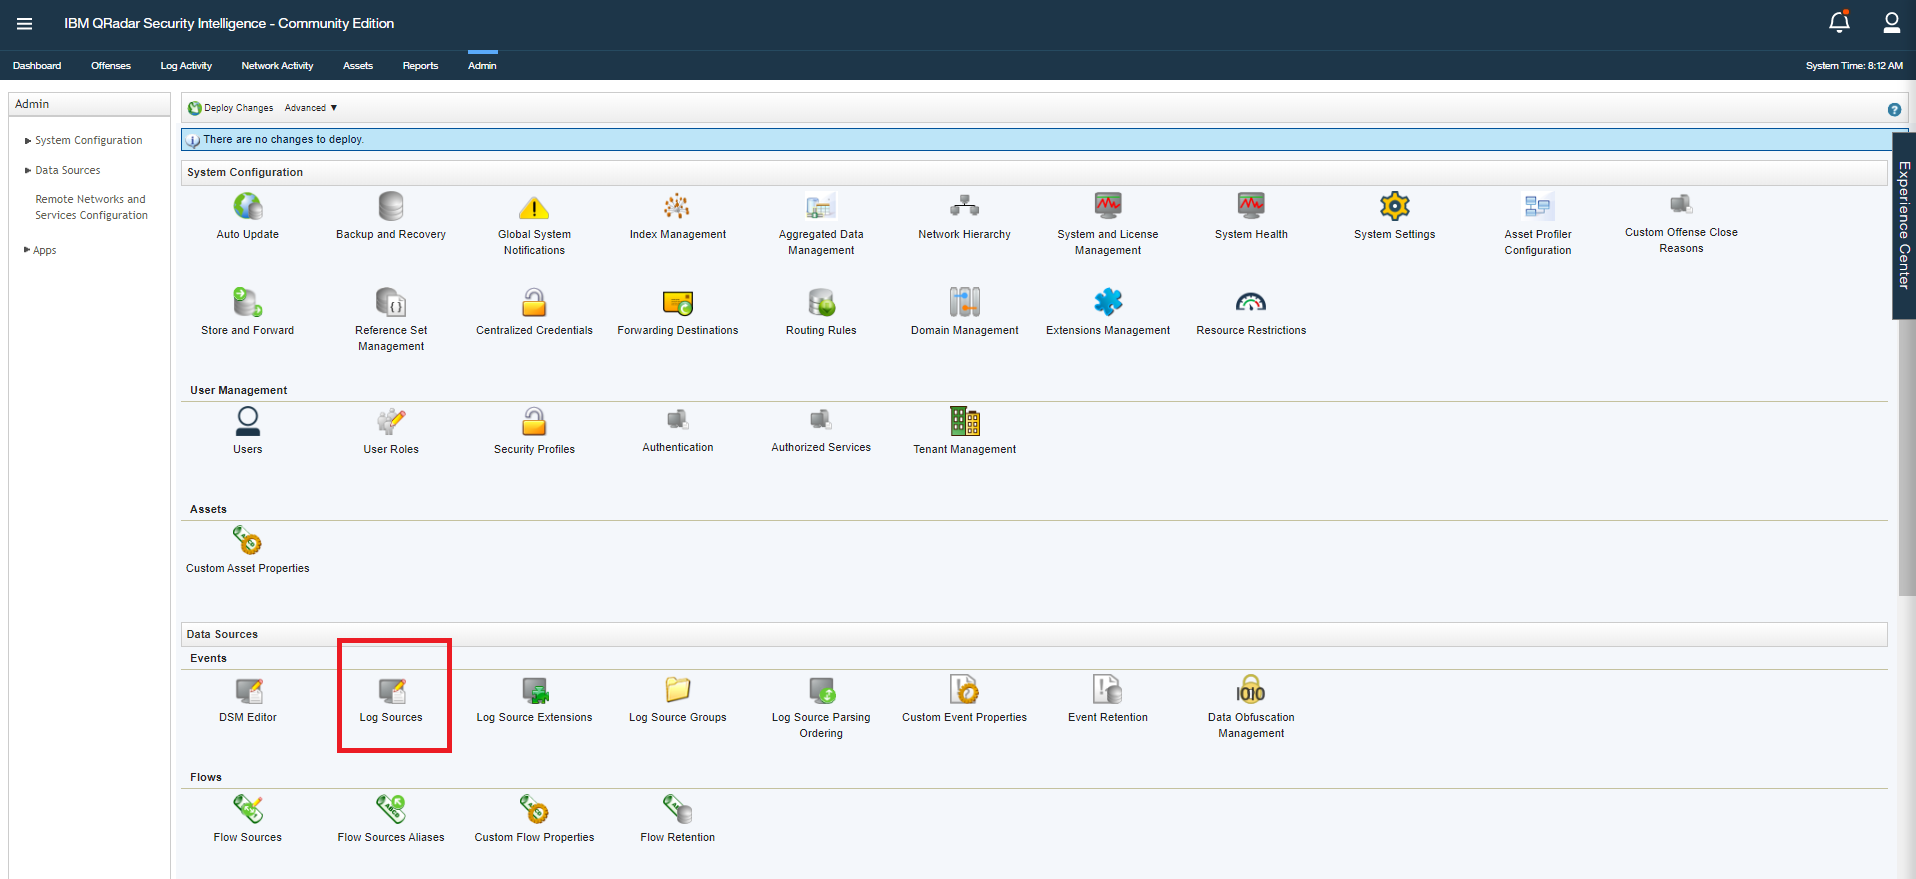 IBM QRadar Security Intelligence - Community Edition
Dashboard Offenses Log Activity Network Activity Assets Reports Admin System Time: 8:12 AM
Admin
System Configuration
Data Sources
Remote Networks and
Services Configuration
Apps
Deploy Changes Advanced ▼
There are no changes to deploy.
Experience Center
System Configuration
Auto Update
Backup and Recovery
Global System
Notifications
Index Management
Aggregated Data
Management
Network Hierarchy
System and License
Management
System Health
System Settings
Asset Profiler
Configuration
Custom Offense Close
Reasons
Store and Forward
Reference Set
Management
Centralized Credentials
Forwarding Destinations
Routing Rules
Domain Management
Extensions Management
Resource Restrictions
User Management
Users
User Roles
Security Profiles
Authentication
Authorized Services
Tenant Management
Assets
Custom Asset Properties
Data Sources
Events
DSM Editor
Log Sources
Log Source Extensions
Log Source Groups
Log Source Parsing
Ordering
Custom Event Properties
Event Retention
1010
Data Obfuscation
Management
Flows
Flow Sources
Flow Sources Aliases
Custom Flow Properties
Flow Retention